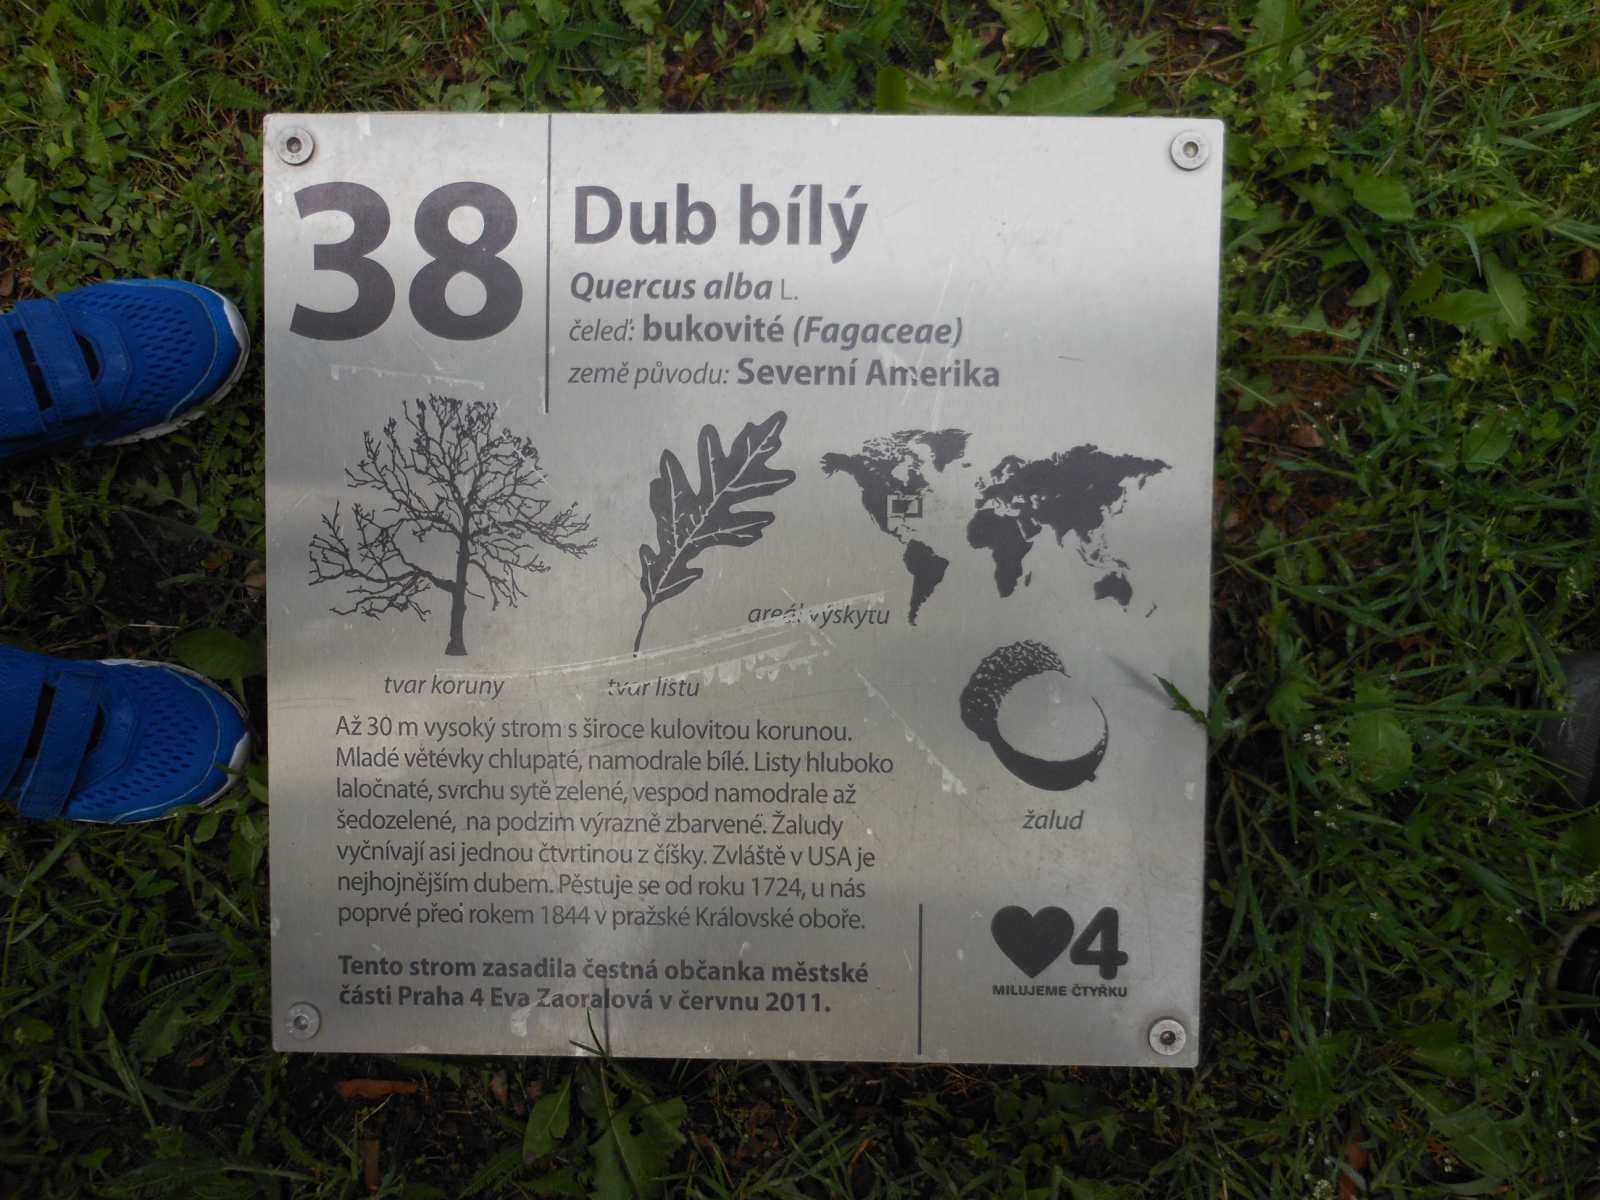 38
Dub bílý
Quercus alba L.
čeleď: bukovité (Fagaceae)
země původu: Severní Amerika
areál výskytu
tvar koruny
tvar listu
Až 30 m vysoký strom s široce kulovitou korunou.
Mladé větévky chlupaté, namodrale bílé. Listy hluboko
laločnaté, svrchu sytě zelené, vespod namodrale až
šedozelené, na podzim výrazně zbarvené. Žaludy
vyčnívají asi jednou čtvrtinou z číšky. Zvláště v USA je
nejhojnějším dubem. Pěstuje se od roku 1724, u nás
poprvé před rokem 1844 v pražské Královské oboře.
žalud
Tento strom zasadila čestná občanka městské
části Praha 4 Eva Zaoralová v červnu 2011.
4
MILUJEME ČTYŘKU